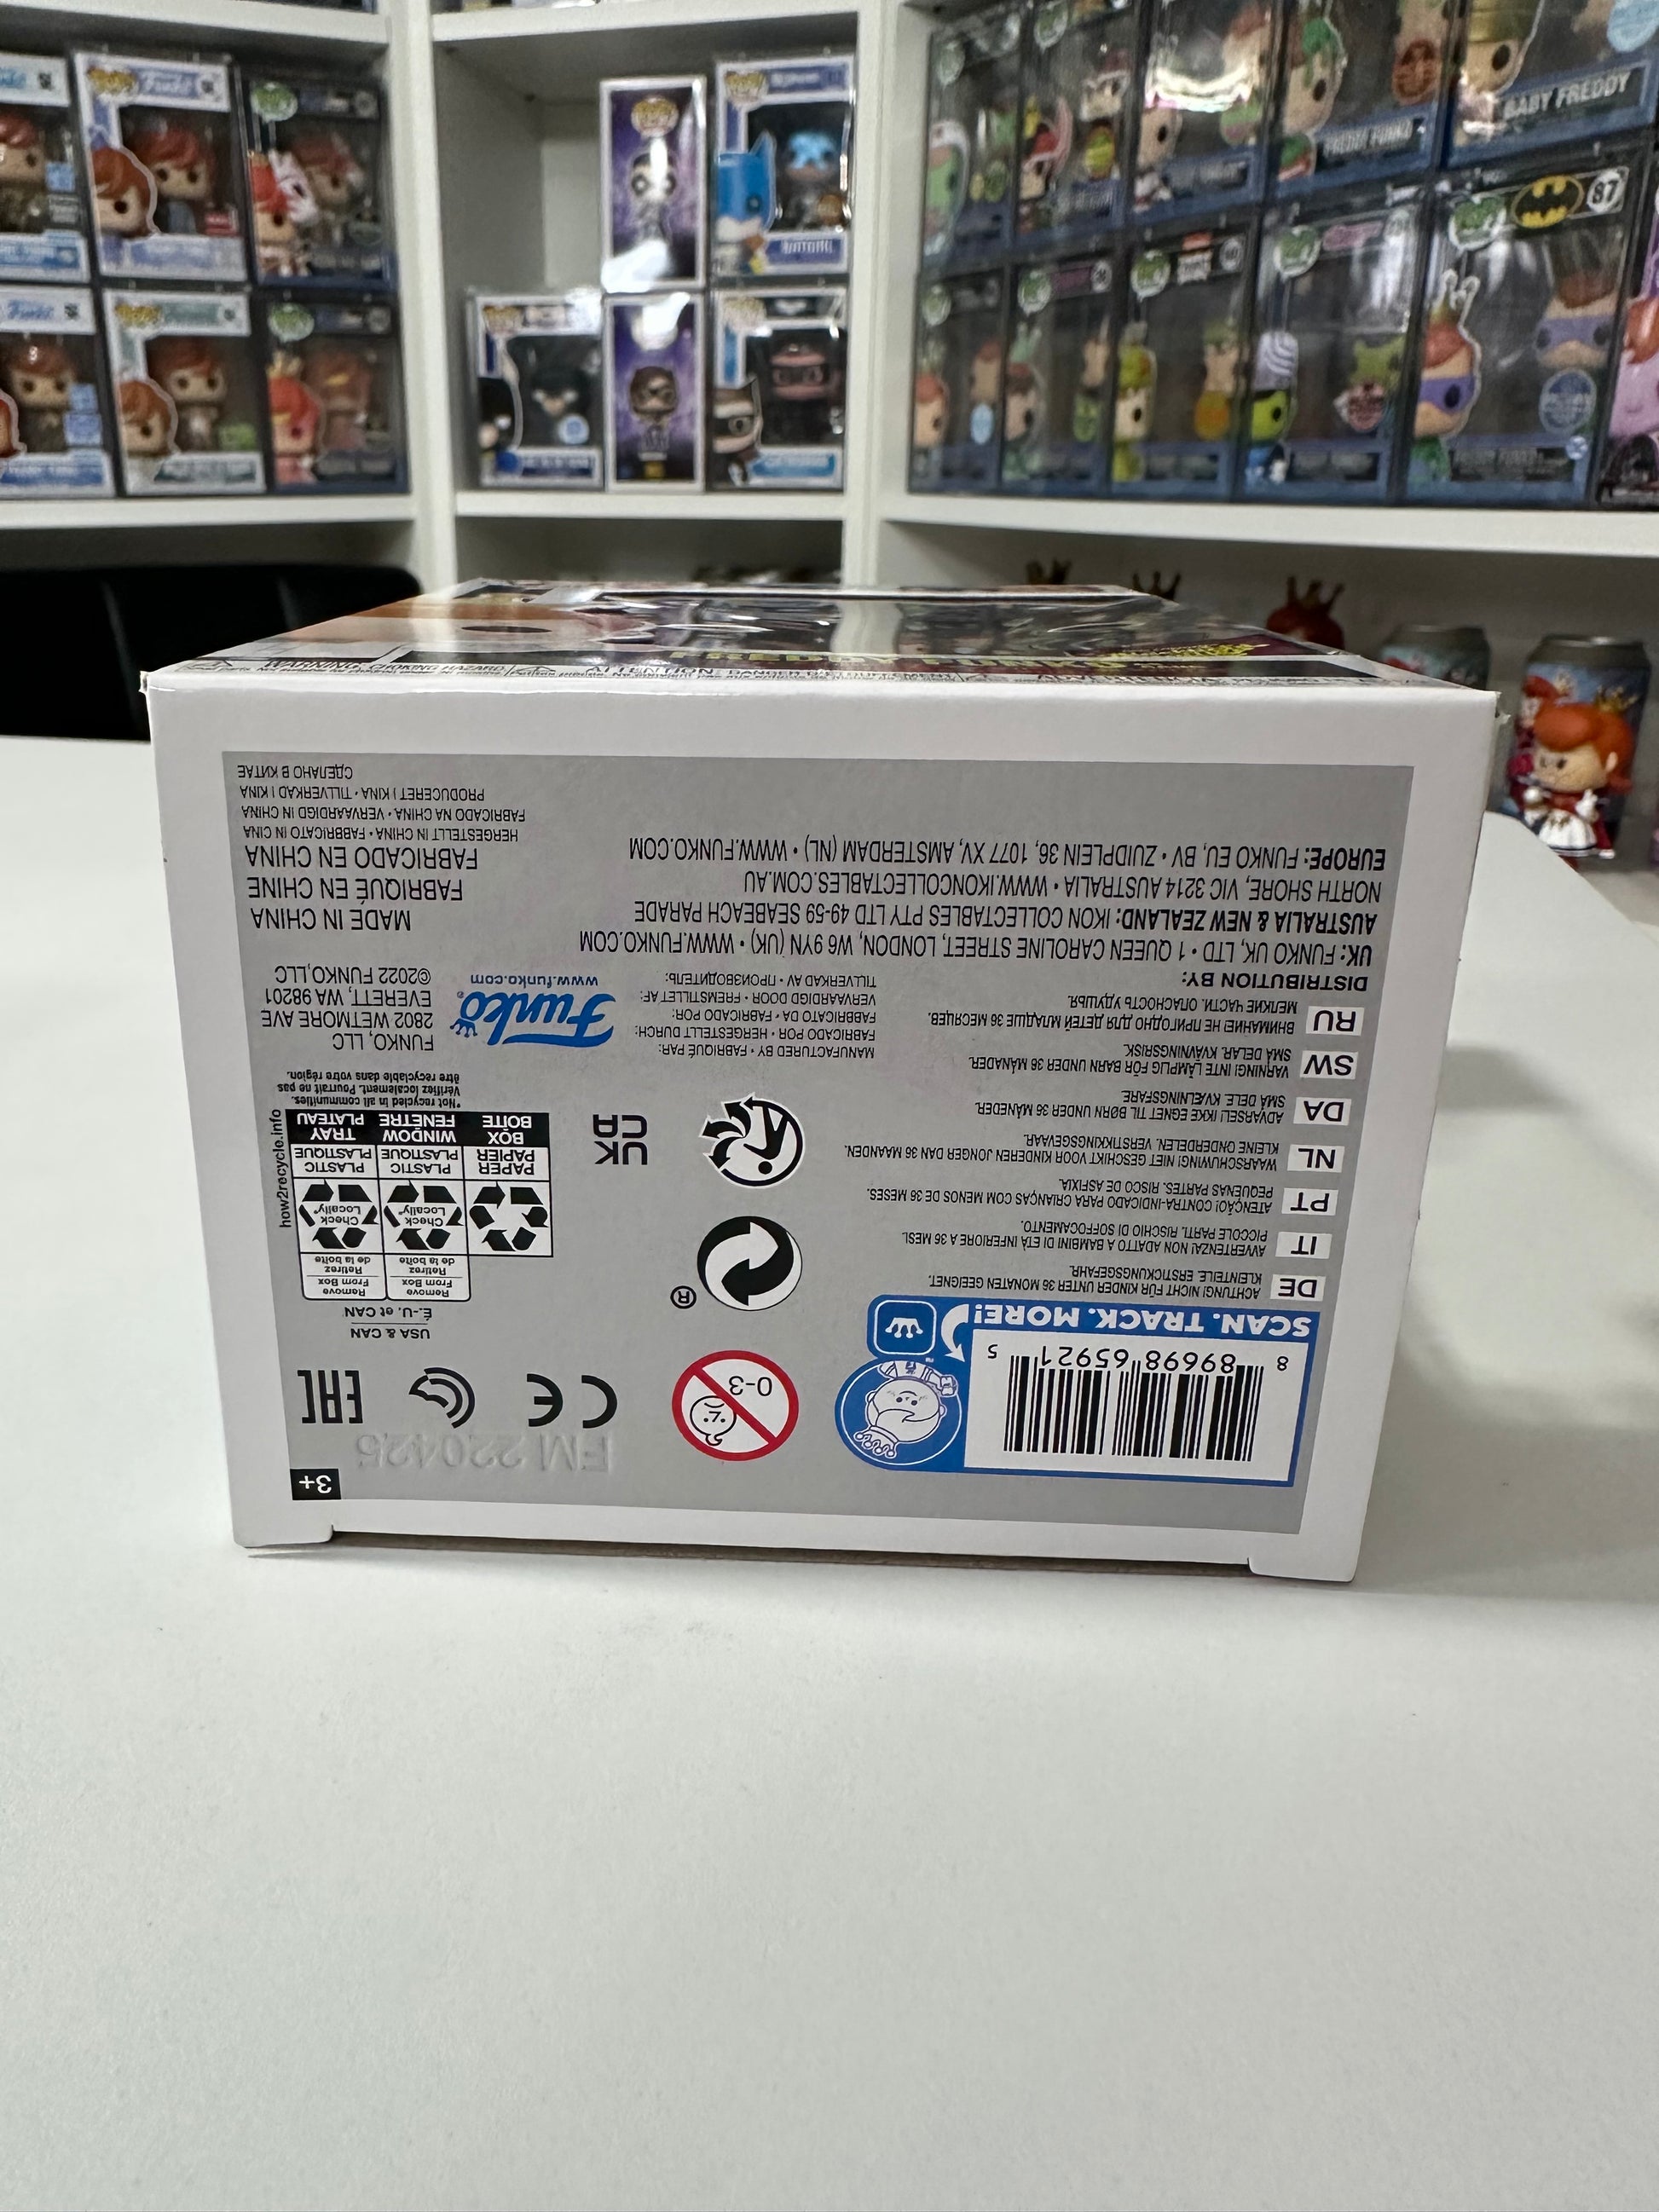 BABY FREDDY
FREDDY FUNKO
87
WARNING: CHOKING HAZARD
3+
FM 220425
CE
EAC
0-3
8 89698 65921 5
SCAN. TRACK. MORE!
USA & CAN
É.-U. et CAN
Remove From Box
Retirez de la boîte
Remove From Box
Retirez de la boîte
Check Locally*
Check Locally*
PAPER
PAPIER
BOX
BOÎTE
PLASTIC
PLASTIQUE
WINDOW
FENÊTRE
PLASTIC
PLASTIQUE
TRAY
PLATEAU
how2recycle.info
*Not recycled in all communities.
Vérifiez localement. Pourrait ne pas
être recyclable dans votre région.
®
UK
CA
DE ACHTUNG! NICHT FÜR KINDER UNTER 36 MONATEN GEEIGNET.
KLEINTEILE. ERSTICKUNGSGEFAHR.
IT AVVERTENZA! NON ADATTO A BAMBINI DI ETÀ INFERIORE A 36 MESI.
PICCOLE PARTI. RISCHIO DI SOFFOCAMENTO.
PT ATENÇÃO! CONTRA-INDICADO PARA CRIANÇAS COM MENOS DE 36 MESES.
PEQUENAS PARTES. RISCO DE ASFIXIA.
NL WAARSCHUWING! NIET GESCHIKT VOOR KINDEREN JONGER DAN 36 MAANDEN.
KLEINE ONDERDELEN. VERSTIKKINGSGEVAAR.
DA ADVARSEL! IKKE EGNET TIL BØRN UNDER 36 MÅNEDER.
SMÅ DELE. KVÆLNINGSFARE.
SW VARNING! INTE LÄMPLIG FÖR BARN UNDER 36 MÅNADER.
SMÅ DELAR. KVÄVNINGSRISK.
RU ВНИМАНИЕ! НЕ ПРИГОДНО ДЛЯ ДЕТЕЙ МЛАДШЕ 36 МЕСЯЦЕВ.
МЕЛКИЕ ЧАСТИ. ОПАСНОСТЬ УДУШЬЯ.
MANUFACTURED BY • FABRIQUÉ PAR:
FABRICADO POR • HERGESTELLT DURCH:
FABBRICATO DA • FABRICADO POR:
VERVAARDIGD DOOR • FREMSTILLET AF:
TILLVERKAD AV • ПРОИЗВОДИТЕЛЬ:
Funko®
www.funko.com
FUNKO, LLC
2802 WETMORE AVE
EVERETT, WA 98201
©2022 FUNKO,LLC
DISTRIBUTION BY:
UK: FUNKO UK, LTD • 1 QUEEN CAROLINE STREET, LONDON, W6 9YN (UK) • WWW.FUNKO.COM
AUSTRALIA & NEW ZEALAND: IKON COLLECTABLES PTY LTD 49-59 SEABEACH PARADE
NORTH SHORE, VIC 3214 AUSTRALIA • WWW.IKONCOLLECTABLES.COM.AU
EUROPE: FUNKO EU, BV • ZUIDPLEIN 36, 1077 XV, AMSTERDAM (NL) • WWW.FUNKO.COM
MADE IN CHINA
FABRIQUÉ EN CHINE
FABRICADO EN CHINA
HERGESTELLT IN CHINA • FABBRICATO IN CINA
FABRICADO NA CHINA • VERVAARDIGD IN CHINA
PRODUCERET I KINA • TILLVERKAD I KINA
СДЕЛАНО В КИТАЕ